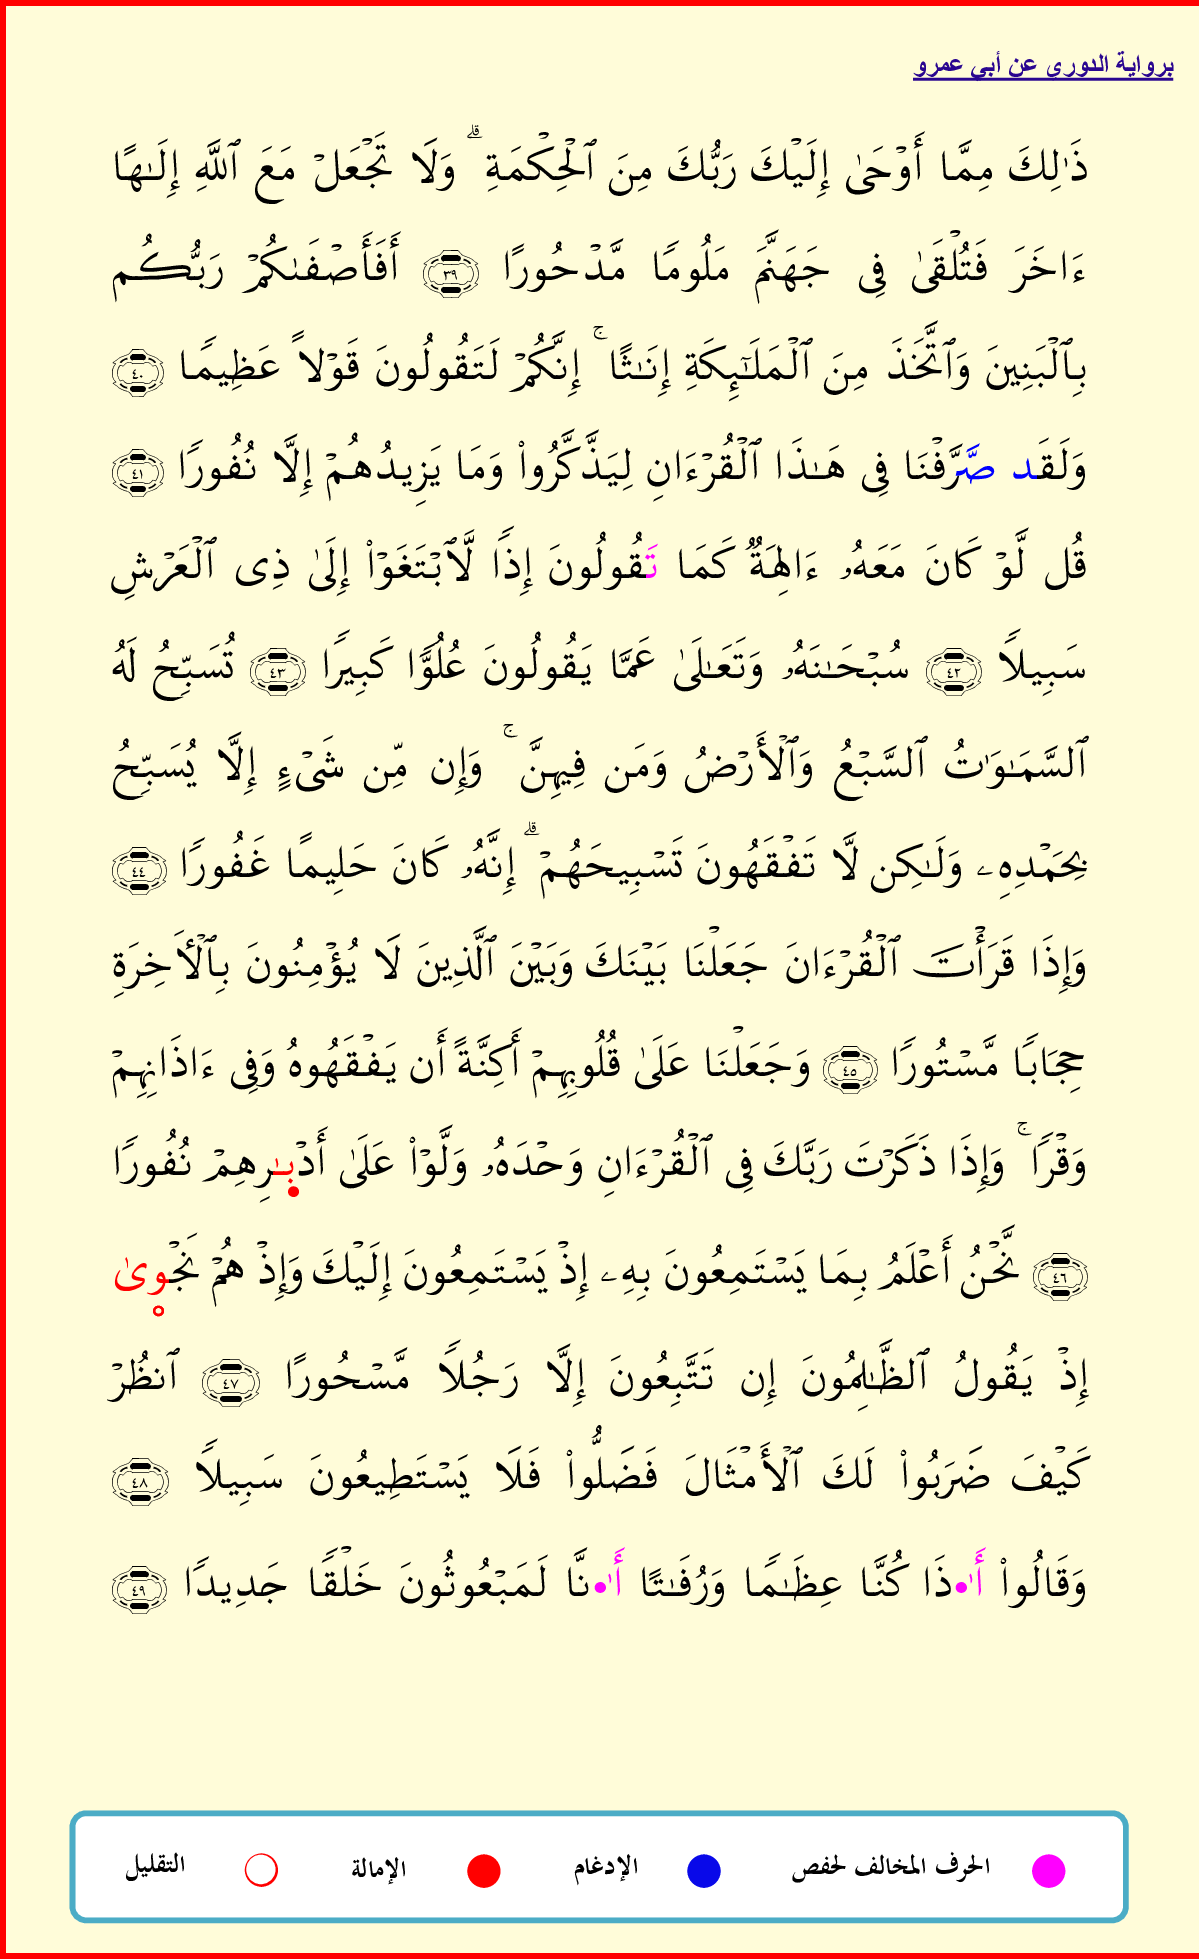 برواية الدورى عن أبى عمرو
ذَٰلِكَ مِمَّا أَوۡحَىٰ إِلَيۡكَ رَبُّكَ مِنَ ٱلۡحِكۡمَةِۗ وَلَا تَجۡعَلۡ مَعَ ٱللَّهِ إِلَـٰهًا
ءَاخَرَ فَتُلۡقَىٰ فِى جَهَنَّمَ مَلُومًا مَّدۡحُورًا ٣٩ أَفَأَصۡفَىٰكُمۡ رَبُّكُم
بِٱلۡبَنِينَ وَٱتَّخَذَ مِنَ ٱلۡمَلَـٰٓئِكَةِ إِنَـٰثًاۚ إِنَّكُمۡ لَتَقُولُونَ قَوۡلًا عَظِيمًا ٤٠
وَلَقَد صَّرَّفۡنَا فِى هَـٰذَا ٱلۡقُرۡءَانِ لِيَذَّكَّرُواْ وَمَا يَزِيدُهُمۡ إِلَّا نُفُورًا ٤١
قُل لَّوۡ كَانَ مَعَهُۥ ءَالِهَةٌ كَمَا تَقُولُونَ إِذًا لَّٱبۡتَغَوۡاْ إِلَىٰ ذِى ٱلۡعَرۡشِ
سَبِيلًا ٤٢ سُبۡحَـٰنَهُۥ وَتَعَـٰلَىٰ عَمَّا يَقُولُونَ عُلُوًّا كَبِيرًا ٤٣ تُسَبِّحُ لَهُ
ٱلسَّمَـٰوَٰتُ ٱلسَّبۡعُ وَٱلۡأَرۡضُ وَمَن فِيهِنَّۚ وَإِن مِّن شَىۡءٍ إِلَّا يُسَبِّحُ
بِحَمۡدِهِۦ وَلَـٰكِن لَّا تَفۡقَهُونَ تَسۡبِيحَهُمۡۗ إِنَّهُۥ كَانَ حَلِيمًا غَفُورًا ٤٤
وَإِذَا قَرَأۡتَ ٱلۡقُرۡءَانَ جَعَلۡنَا بَيۡنَكَ وَبَيۡنَ ٱلَّذِينَ لَا يُؤۡمِنُونَ بِٱلۡأَخِرَةِ
حِجَابًا مَّسۡتُورًا ٤٥ وَجَعَلۡنَا عَلَىٰ قُلُوبِهِمۡ أَكِنَّةً أَن يَفۡقَهُوهُ وَفِى ءَاذَانِهِمۡ
وَقۡرًاۚ وَإِذَا ذَكَرۡتَ رَبَّكَ فِى ٱلۡقُرۡءَانِ وَحۡدَهُۥ وَلَّوۡاْ عَلَىٰ أَدۡبَـٰرِهِمۡ نُفُورًا
٤٦ نَّحۡنُ أَعۡلَمُ بِمَا يَسۡتَمِعُونَ بِهِۦ إِذۡ يَسۡتَمِعُونَ إِلَيۡكَ وَإِذۡ هُمۡ نَجۡوىٰ
إِذۡ يَقُولُ ٱلظَّـٰلِمُونَ إِن تَتَّبِعُونَ إِلَّا رَجُلًا مَّسۡحُورًا ٤٧ ٱنظُرۡ
كَيۡفَ ضَرَبُواْ لَكَ ٱلۡأَمۡثَالَ فَضَلُّواْ فَلَا يَسۡتَطِيعُونَ سَبِيلًا ٤٨
وَقَالُواْ أَ•ٰذَا كُنَّا عِظَـٰمًا وَرُفَـٰتًا أَ•ٰنَّا لَمَبۡعُوثُونَ خَلۡقًا جَدِيدًا ٤٩
الحرف المخالف لحفص الإدغام الإمالة التقليل